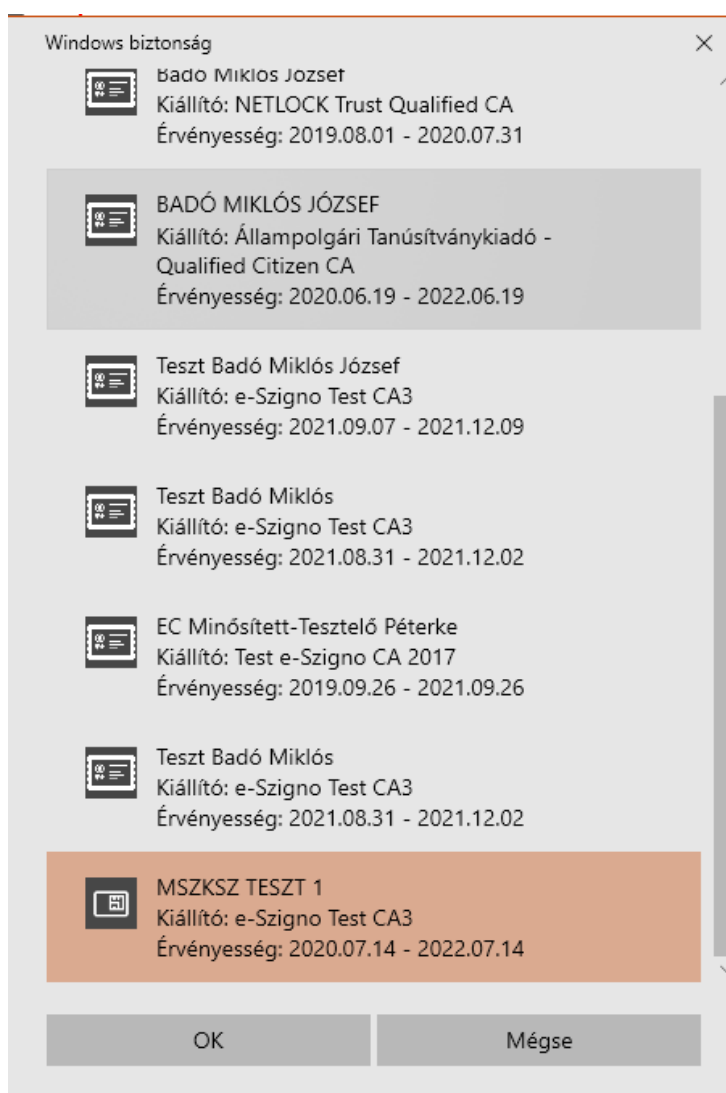 Windows biztonság
Badó Miklós József
Kiállító: NETLOCK Trust Qualified CA
Érvényesség: 2019.08.01 - 2020.07.31
BADÓ MIKLÓS JÓZSEF
Kiállító: Állampolgári Tanúsítványkiadó -
Qualified Citizen CA
Érvényesség: 2020.06.19 - 2022.06.19
Teszt Badó Miklós József
Kiállító: e-Szigno Test CA3
Érvényesség: 2021.09.07 - 2021.12.09
Teszt Badó Miklós
Kiállító: e-Szigno Test CA3
Érvényesség: 2021.08.31 - 2021.12.02
EC Minősített-Tesztelő Péterke
Kiállító: Test e-Szigno CA 2017
Érvényesség: 2019.09.26 - 2021.09.26
Teszt Badó Miklós
Kiállító: e-Szigno Test CA3
Érvényesség: 2021.08.31 - 2021.12.02
MSZKSZ TESZT 1
Kiállító: e-Szigno Test CA3
Érvényesség: 2020.07.14 - 2022.07.14
OK
Mégse